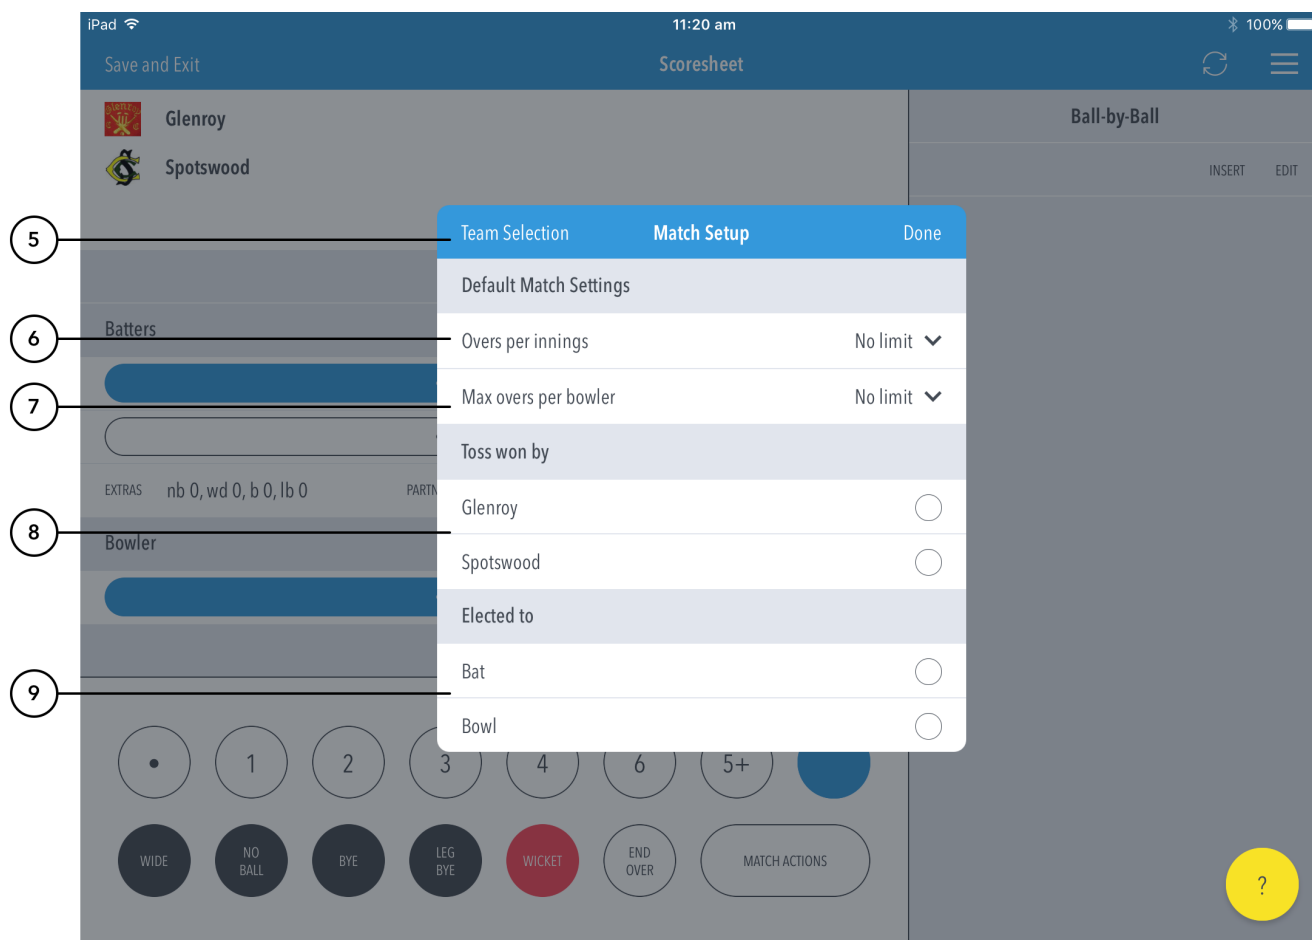 iPad 11:20 am 100%
Save and Exit Scoresheet
Glenroy
Ball-by-Ball
Spotswood
INSERT EDIT
5 Team Selection Match Setup Done
Default Match Settings
6 Batters Overs per innings No limit
7 Max overs per bowler No limit
Toss won by
EXTRAS nb 0, wd 0, b 0, lb 0 PARTN
Glenroy
8
Bowler
Spotswood
Elected to
Bat
9
Bowl
1 2 3 4 6 5+
WIDE NO BALL BYE LEG BYE WICKET END OVER MATCH ACTIONS
?